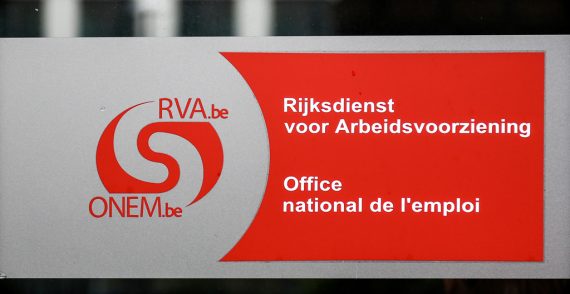 RVA.be
ONEM.be
Rijksdienst
voor Arbeidsvoorziening
Office
national de l'emploi